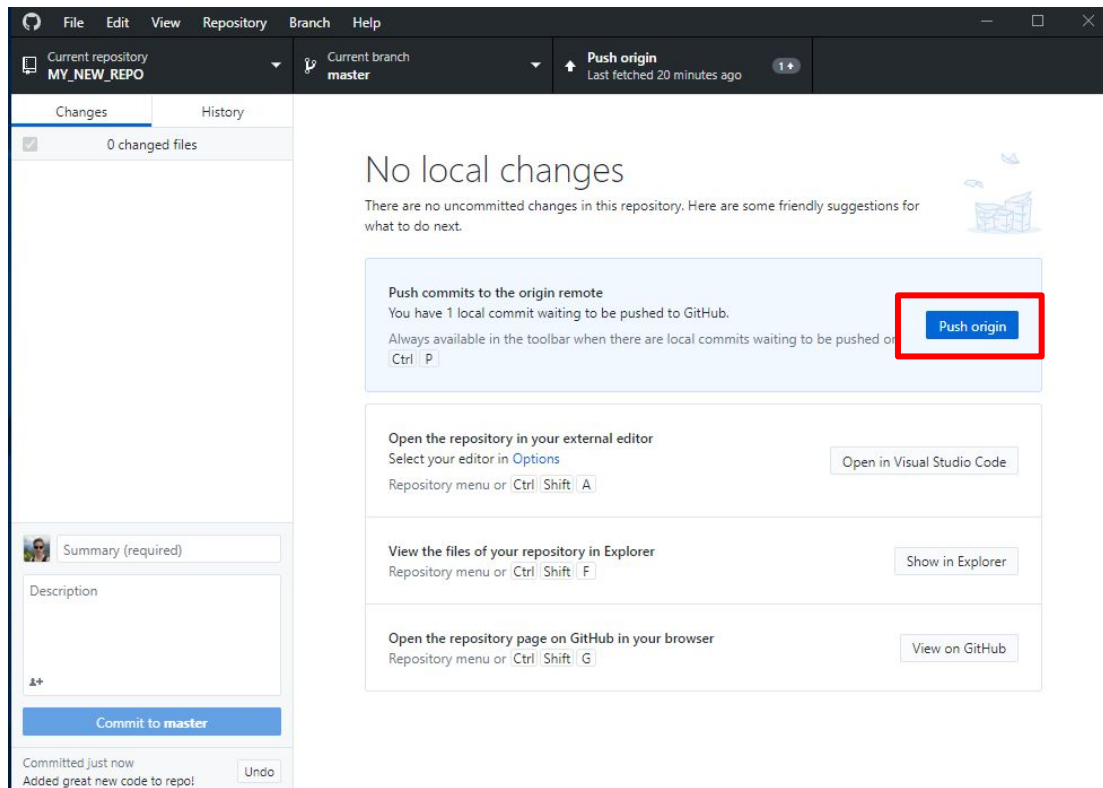 File Edit View Repository Branch Help
Current repository
MY_NEW_REPO
Current branch
master
Push origin
Last fetched 20 minutes ago
1
Changes History
0 changed files
No local changes
There are no uncommitted changes in this repository. Here are some friendly suggestions for
what to do next.
Push commits to the origin remote
You have 1 local commit waiting to be pushed to GitHub.
Always available in the toolbar when there are local commits waiting to be pushed or
Ctrl P
Push origin
Open the repository in your external editor
Select your editor in Options
Repository menu or Ctrl Shift A
Open in Visual Studio Code
View the files of your repository in Explorer
Repository menu or Ctrl Shift F
Show in Explorer
Open the repository page on GitHub in your browser
Repository menu or Ctrl Shift G
View on GitHub
Summary (required)
Description
Commit to master
Committed just now
Added great new code to repo!
Undo